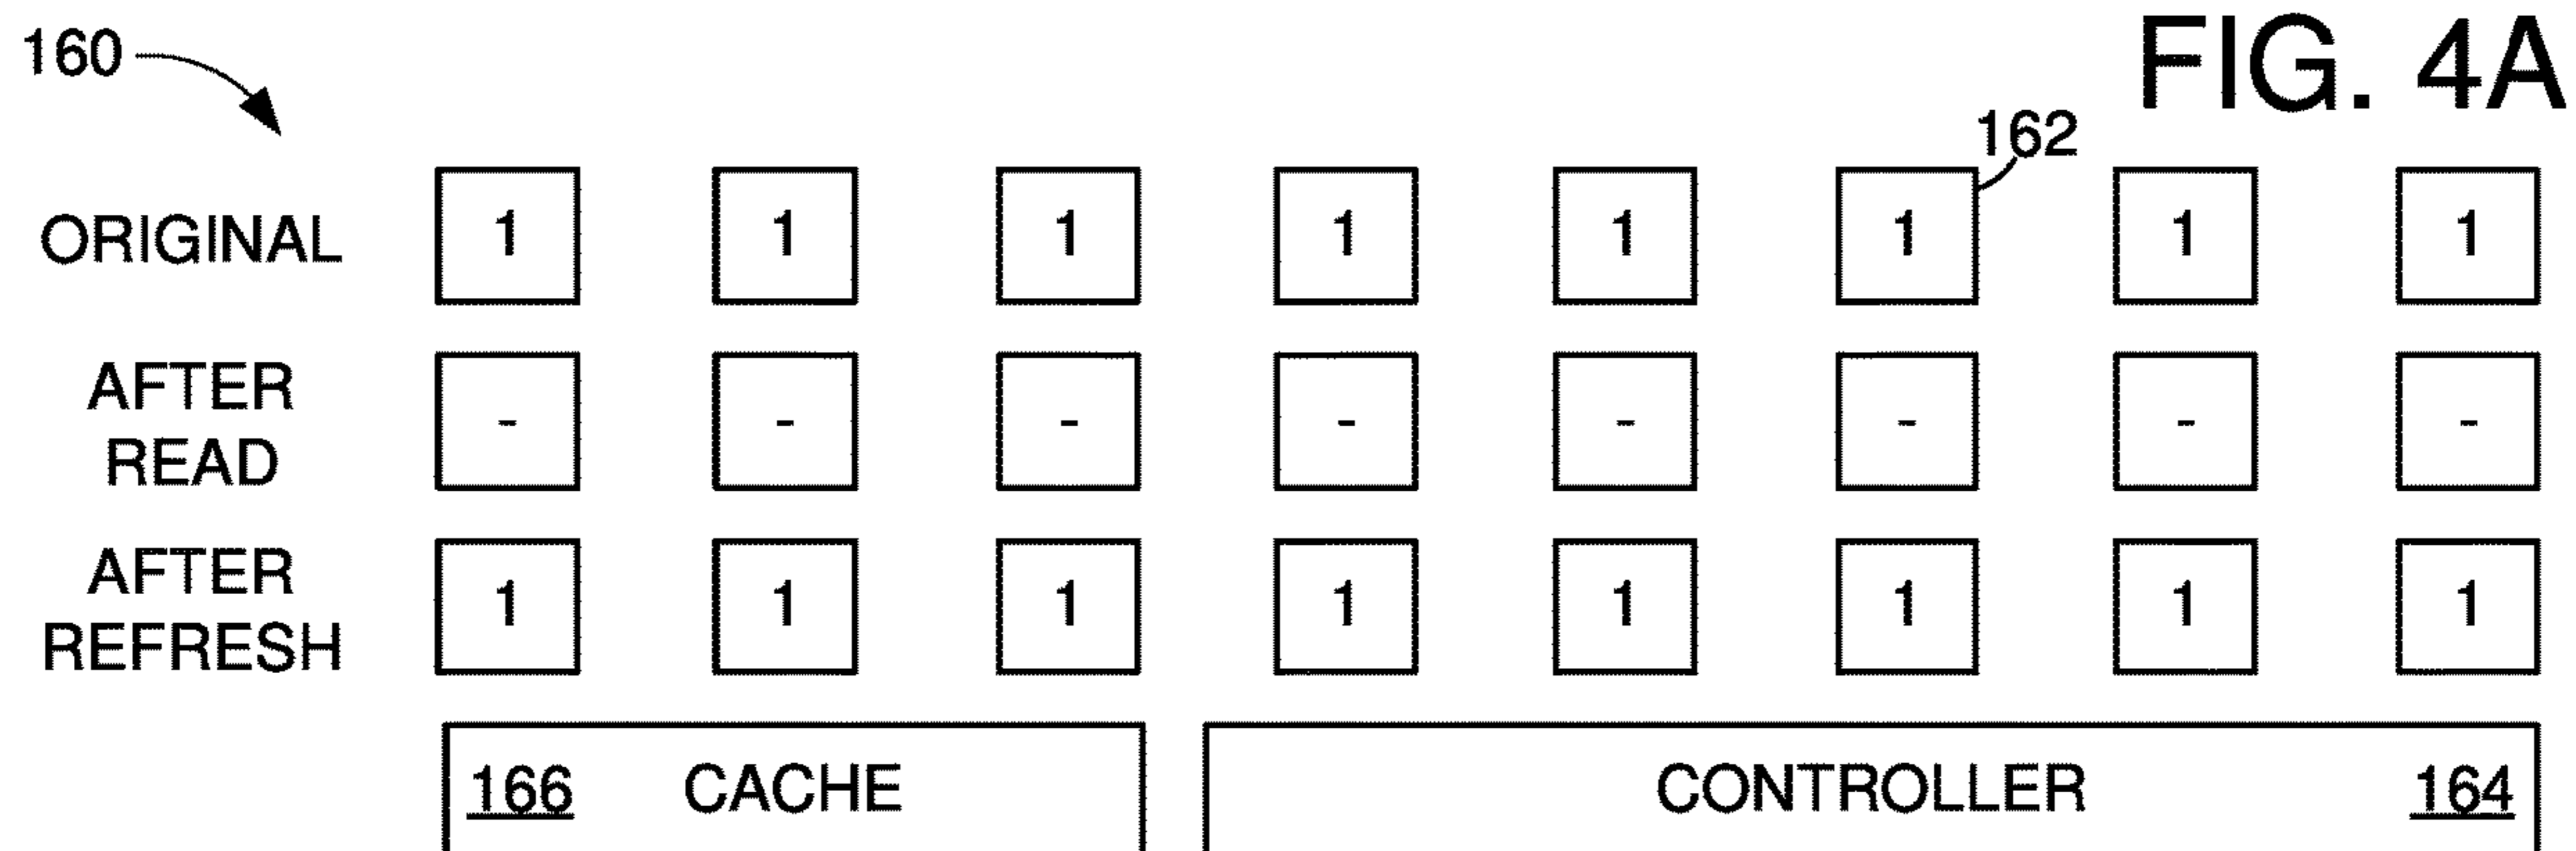 160
FIG. 4A
162
ORIGINAL 1 1 1 1 1 1 1 1
AFTER
READ - - - - - - - -
AFTER
REFRESH 1 1 1 1 1 1 1 1
166 CACHE CONTROLLER 164